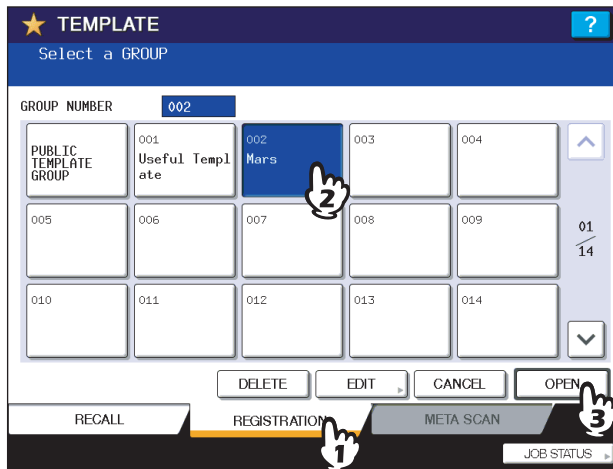 TEMPLATE
?
Select a GROUP
GROUP NUMBER 002
PUBLIC
TEMPLATE
GROUP
001
Useful Templ
ate
002
Mars
003
004
005
006
007
008
009
01
14
010
011
012
013
014
2
DELETE EDIT CANCEL OPEN
3
RECALL REGISTRATION META SCAN
1
JOB STATUS